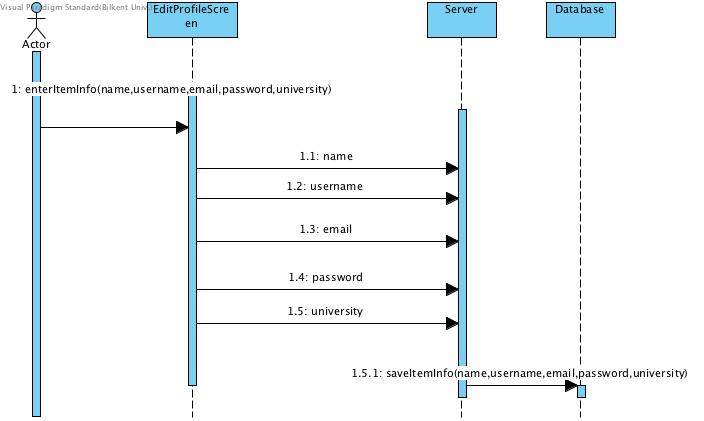 Visual Paradigm Standard(Bilkent Univ.
EditProfileScre
en
Server
Database
Actor
1: enterItemInfo(name,username,email,password,university)
1.1: name
1.2: username
1.3: email
1.4: password
1.5: university
1.5.1: saveItemInfo(name,username,email,password,university)